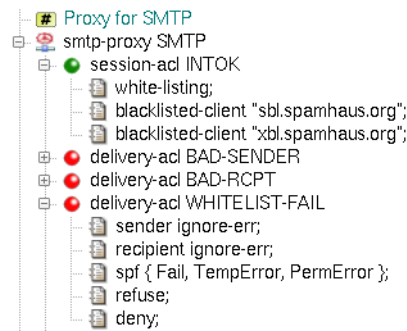 # Proxy for SMTP
smtp-proxy SMTP
session-acl INTOK
white-listing;
blacklisted-client "sbl.spamhaus.org";
blacklisted-client "xbl.spamhaus.org";
delivery-acl BAD-SENDER
delivery-acl BAD-RCPT
delivery-acl WHITELIST-FAIL
sender ignore-err;
recipient ignore-err;
spf { Fail, TempError, PermError };
refuse;
deny;